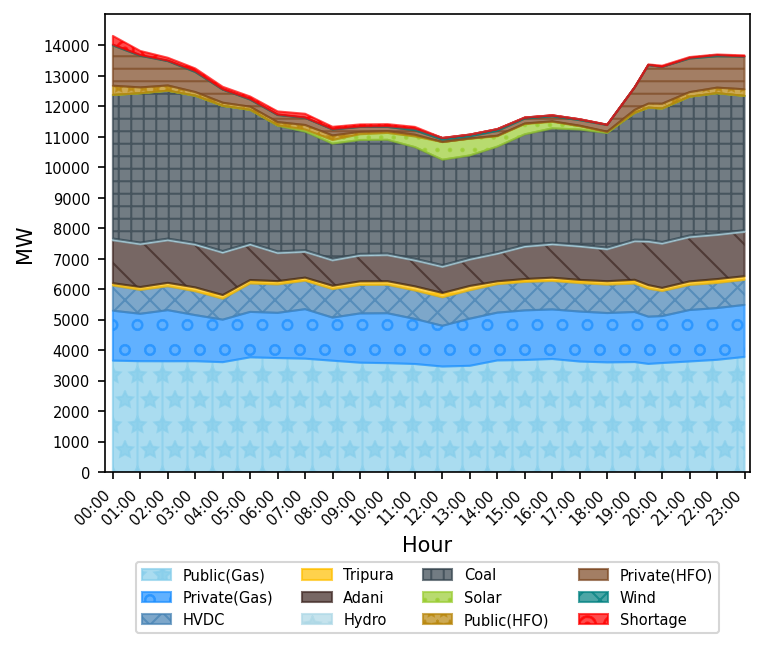 14000
13000
12000
11000
10000
9000
8000
7000
6000
5000
4000
3000
2000
1000
0
MW
00:00 01:00 02:00 03:00 04:00 05:00 06:00 07:00 08:00 09:00 10:00 11:00 12:00 13:00 14:00 15:00 16:00 17:00 18:00 19:00 20:00 21:00 22:00 23:00
Hour
Public(Gas) Tripura Coal Private(HFO)
Private(Gas) Adani Solar Wind
HVDC Hydro Public(HFO) Shortage